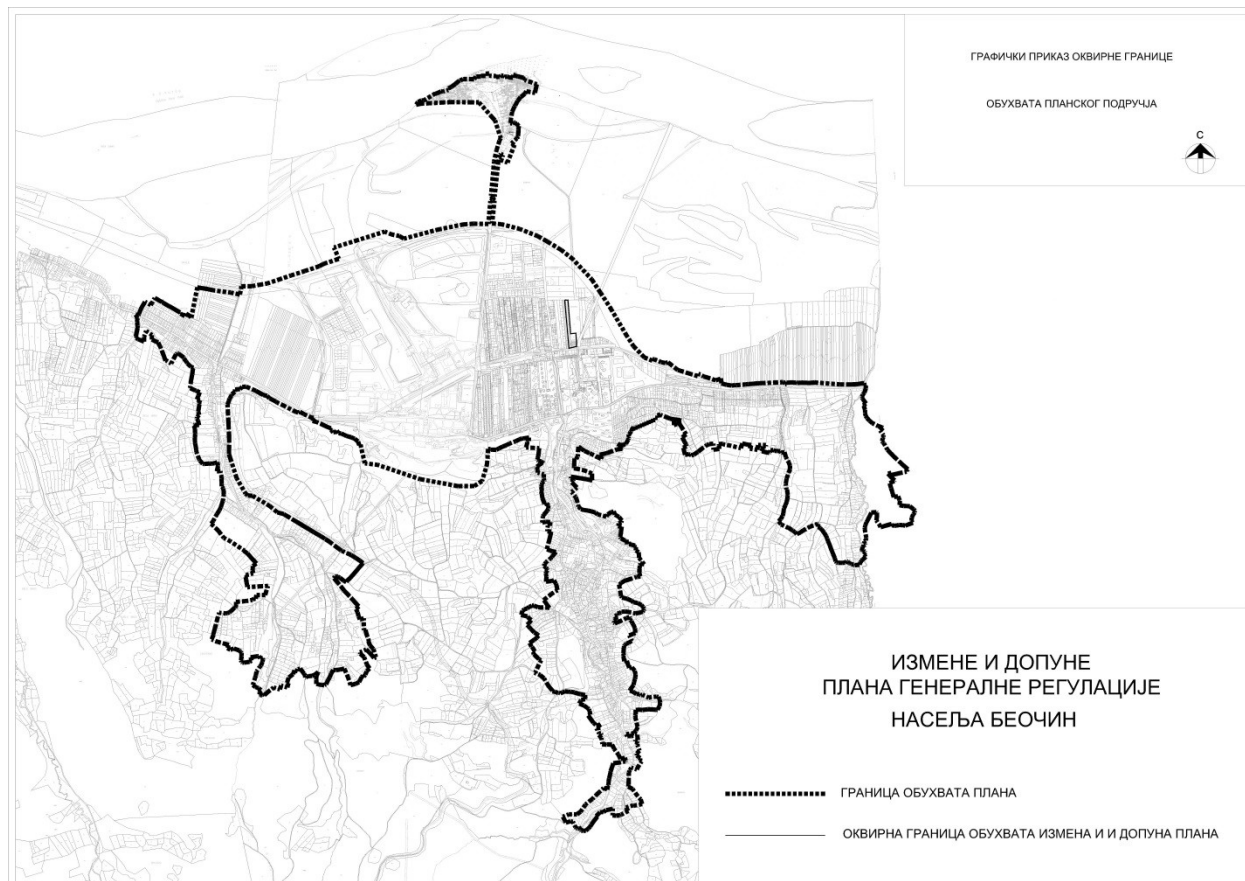 ГРАФИЧКИ ПРИКАЗ ОКВИРНЕ ГРАНИЦЕ
ОБУХВАТА ПЛАНСКОГ ПОДРУЧЈА
С
ИЗМЕНЕ И ДОПУНЕ
ПЛАНА ГЕНЕРАЛНЕ РЕГУЛАЦИЈЕ
НАСЕЉА БЕОЧИН
ГРАНИЦА ОБУХВАТА ПЛАНА
ОКВИРНА ГРАНИЦА ОБУХВАТА ИЗМЕНА И И ДОПУНА ПЛАНА